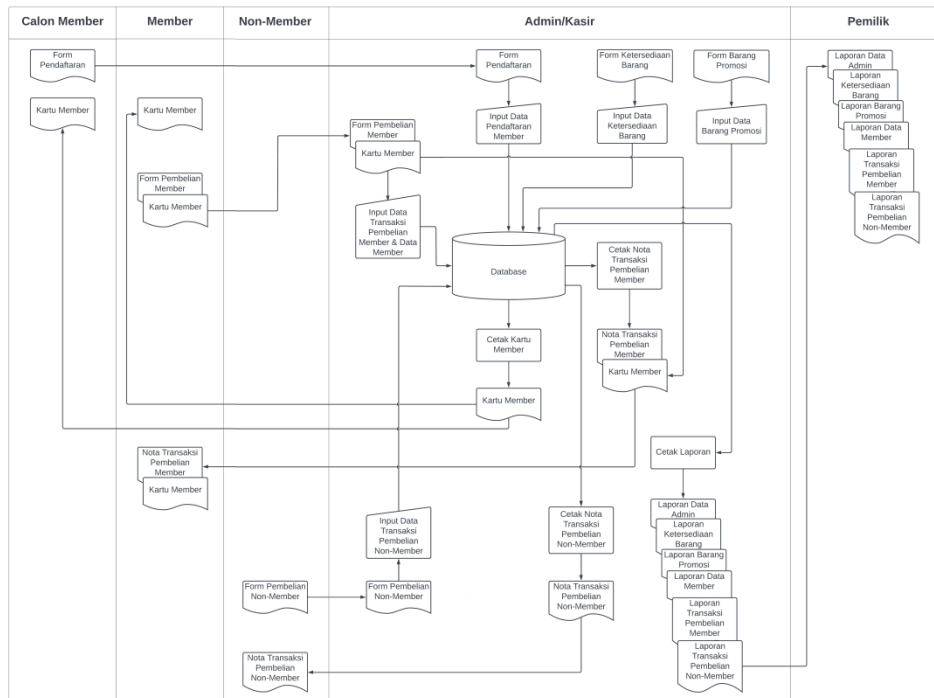 Calon Member
Member
Non-Member
Admin/Kasir
Pemilik
Form
Pendaftaran
Form
Pendaftaran
Form Ketersediaan
Barang
Form Barang
Promosi
Laporan Data
Admin
Laporan
Ketersediaan
Barang
Laporan Barang
Promosi
Laporan Data
Member
Laporan
Transaksi
Pembelian
Member
Laporan
Transaksi
Pembelian
Non-Member
Kartu Member
Kartu Member
Input Data
Pendaftaran
Member
Input Data
Ketersediaan
Barang
Input Data
Barang Promosi
Form Pembelian
Member
Kartu Member
Form Pembelian
Member
Kartu Member
Input Data
Transaksi
Pembelian
Member & Data
Member
Database
Cetak Nota
Transaksi
Pembelian
Member
Cetak Kartu
Member
Nota Transaksi
Pembelian
Member
Kartu Member
Kartu Member
Nota Transaksi
Pembelian
Member
Kartu Member
Cetak Laporan
Input Data
Transaksi
Pembelian
Non-Member
Cetak Nota
Transaksi
Pembelian
Non-Member
Laporan Data
Admin
Laporan
Ketersediaan
Barang
Laporan Barang
Promosi
Laporan Data
Member
Laporan
Transaksi
Pembelian
Member
Laporan
Transaksi
Pembelian
Non-Member
Form Pembelian
Non-Member
Form Pembelian
Non-Member
Nota Transaksi
Pembelian
Non-Member
Nota Transaksi
Pembelian
Non-Member